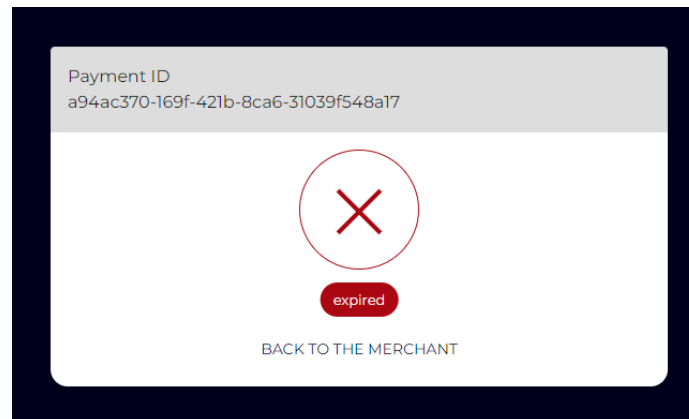 Payment ID
a94ac370-169f-421b-8ca6-31039f548a17
expired
BACK TO THE MERCHANT